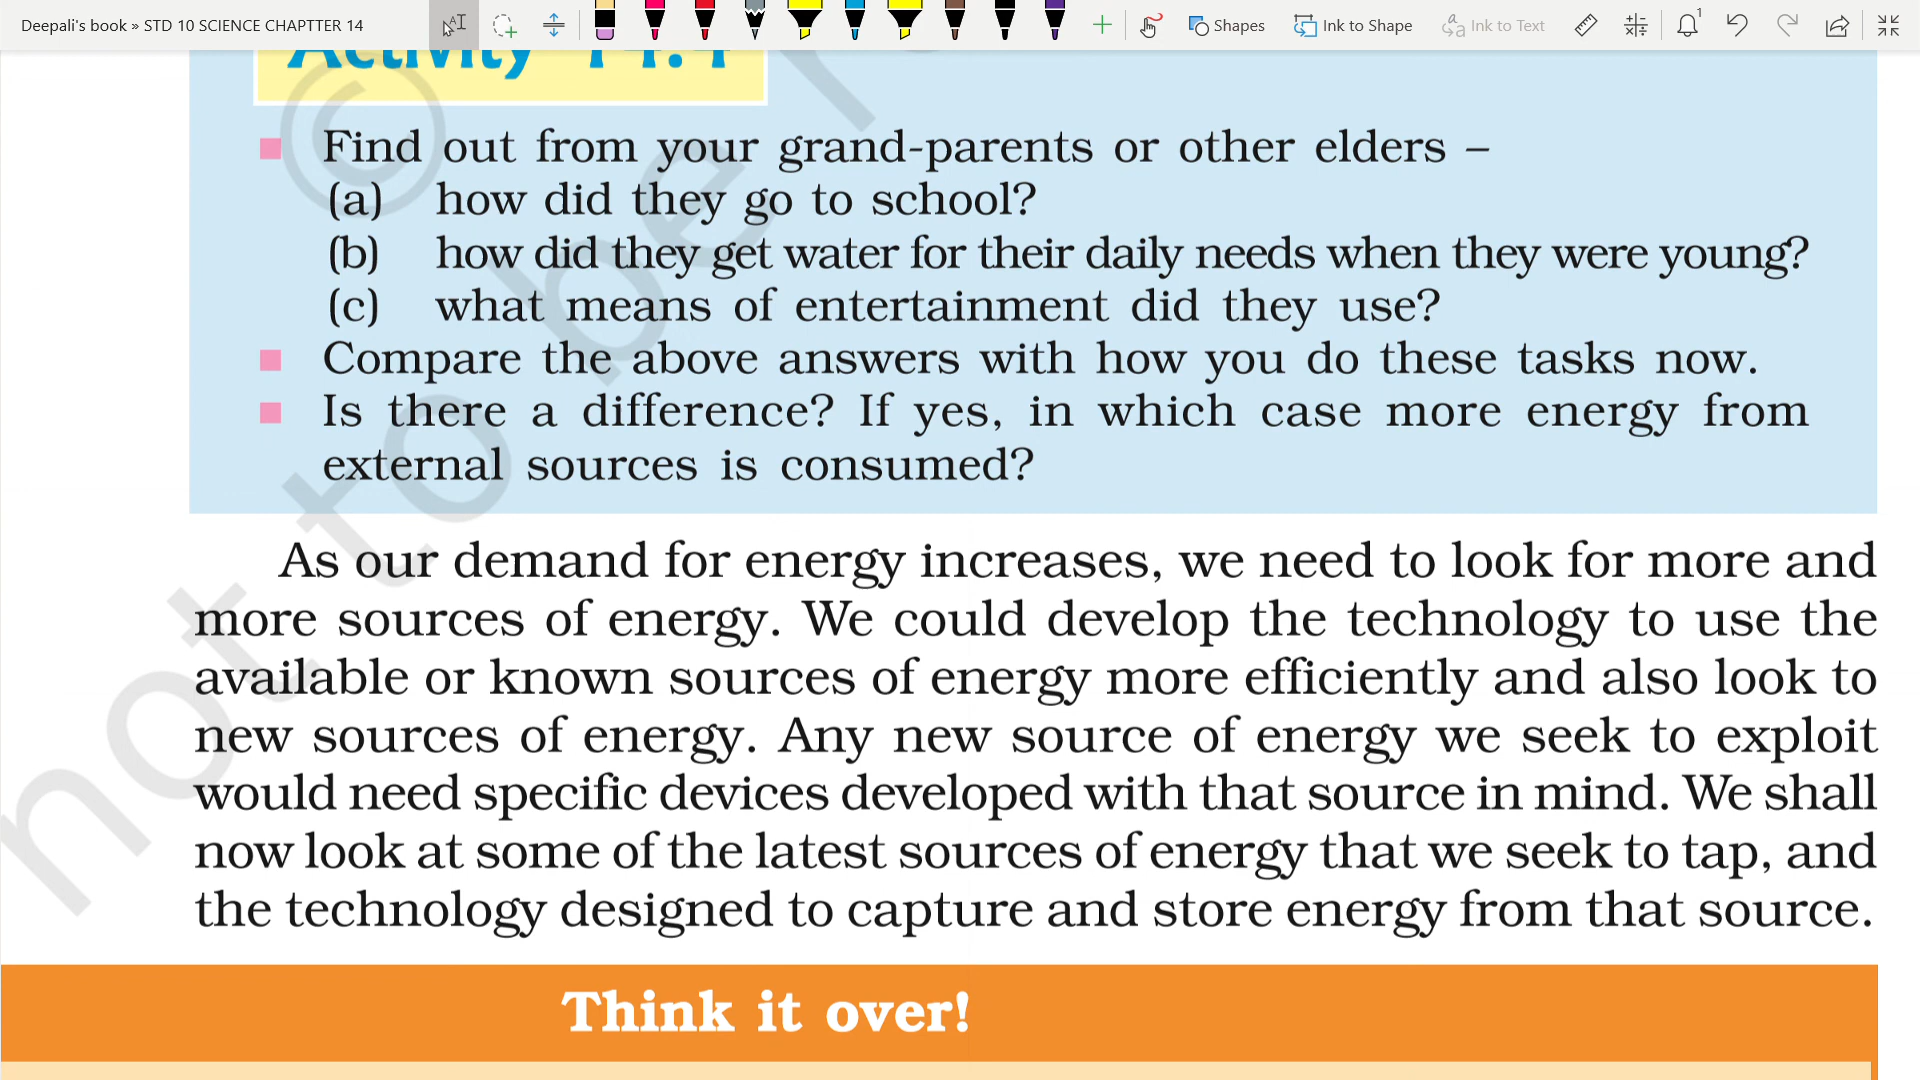 Deepali's book » STD 10 SCIENCE CHAPTTER 14
Shapes
Ink to Shape
Ink to Text
1
Activity 14.4
Find out from your grand-parents or other elders –
(a) how did they go to school?
(b) how did they get water for their daily needs when they were young?
(c) what means of entertainment did they use?
Compare the above answers with how you do these tasks now.
Is there a difference? If yes, in which case more energy from
external sources is consumed?
As our demand for energy increases, we need to look for more and
more sources of energy. We could develop the technology to use the
available or known sources of energy more efficiently and also look to
new sources of energy. Any new source of energy we seek to exploit
would need specific devices developed with that source in mind. We shall
now look at some of the latest sources of energy that we seek to tap, and
the technology designed to capture and store energy from that source.
Think it over!
©
not to be